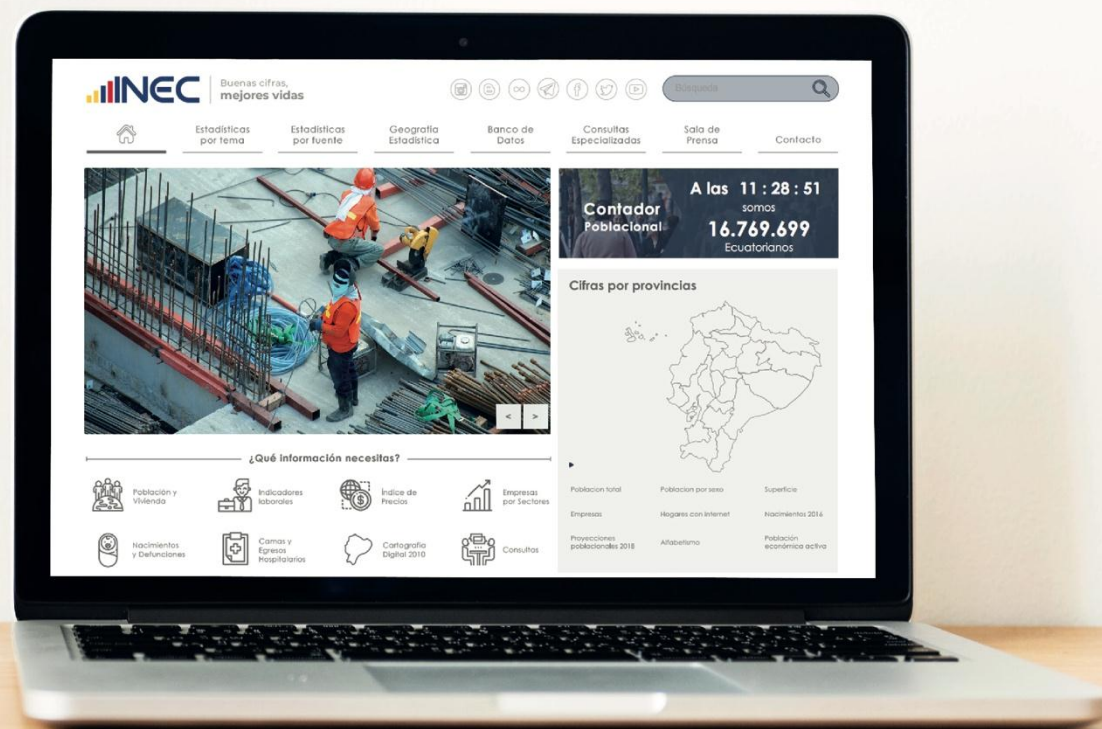 INEC
Buenas cifras,
mejores vidas
Búsqueda
Estadísticas
por tema
Estadísticas
por fuente
Geografía
Estadística
Banco de
Datos
Consultas
Especializadas
Sala de
Prensa
Contacto
Contador
Poblacional
A las 11 : 28 : 51
somos
16.769.699
Ecuatorianos
< >
Cifras por provincias
¿Qué información necesitas?
Población y
Vivienda
Indicadores
laborales
Índice de
Precios
Empresas
por Sectores
Nacimientos
y Defunciones
Camas y
Egresos
Hospitalarios
Cartografía
Digital 2010
Consultas
Poblacion total
Poblacion por sexo
Superficie
Empresas
Hogares con Internet
Nacimientos 2016
Proyecciones
poblacionales 2018
Alfabetismo
Población
económica activa